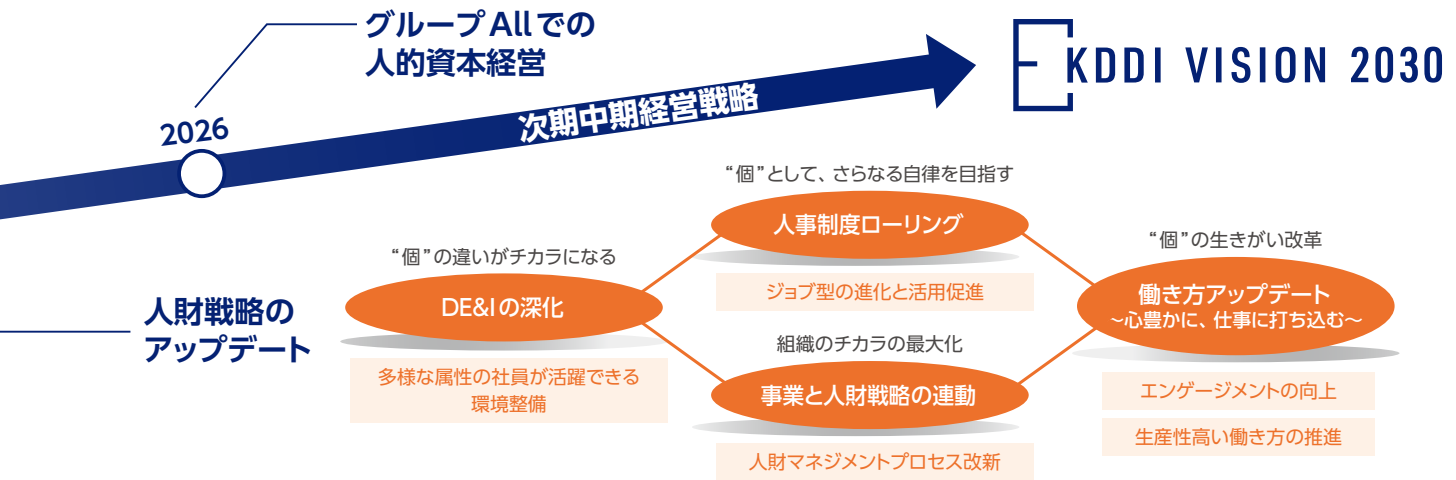 グループAllでの
人的資本経営
KDDI VISION 2030
2026
次期中期経営戦略
人財戦略の
アップデート
“個”の違いがチカラになる
DE&Iの深化
多様な属性の社員が活躍できる
環境整備
“個”として、さらなる自律を目指す
人事制度ローリング
ジョブ型の進化と活用促進
組織のチカラの最大化
事業と人財戦略の連動
人財マネジメントプロセス改新
“個”の生きがい改革
働き方アップデート
~心豊かに、仕事に打ち込む~
エンゲージメントの向上
生産性高い働き方の推進